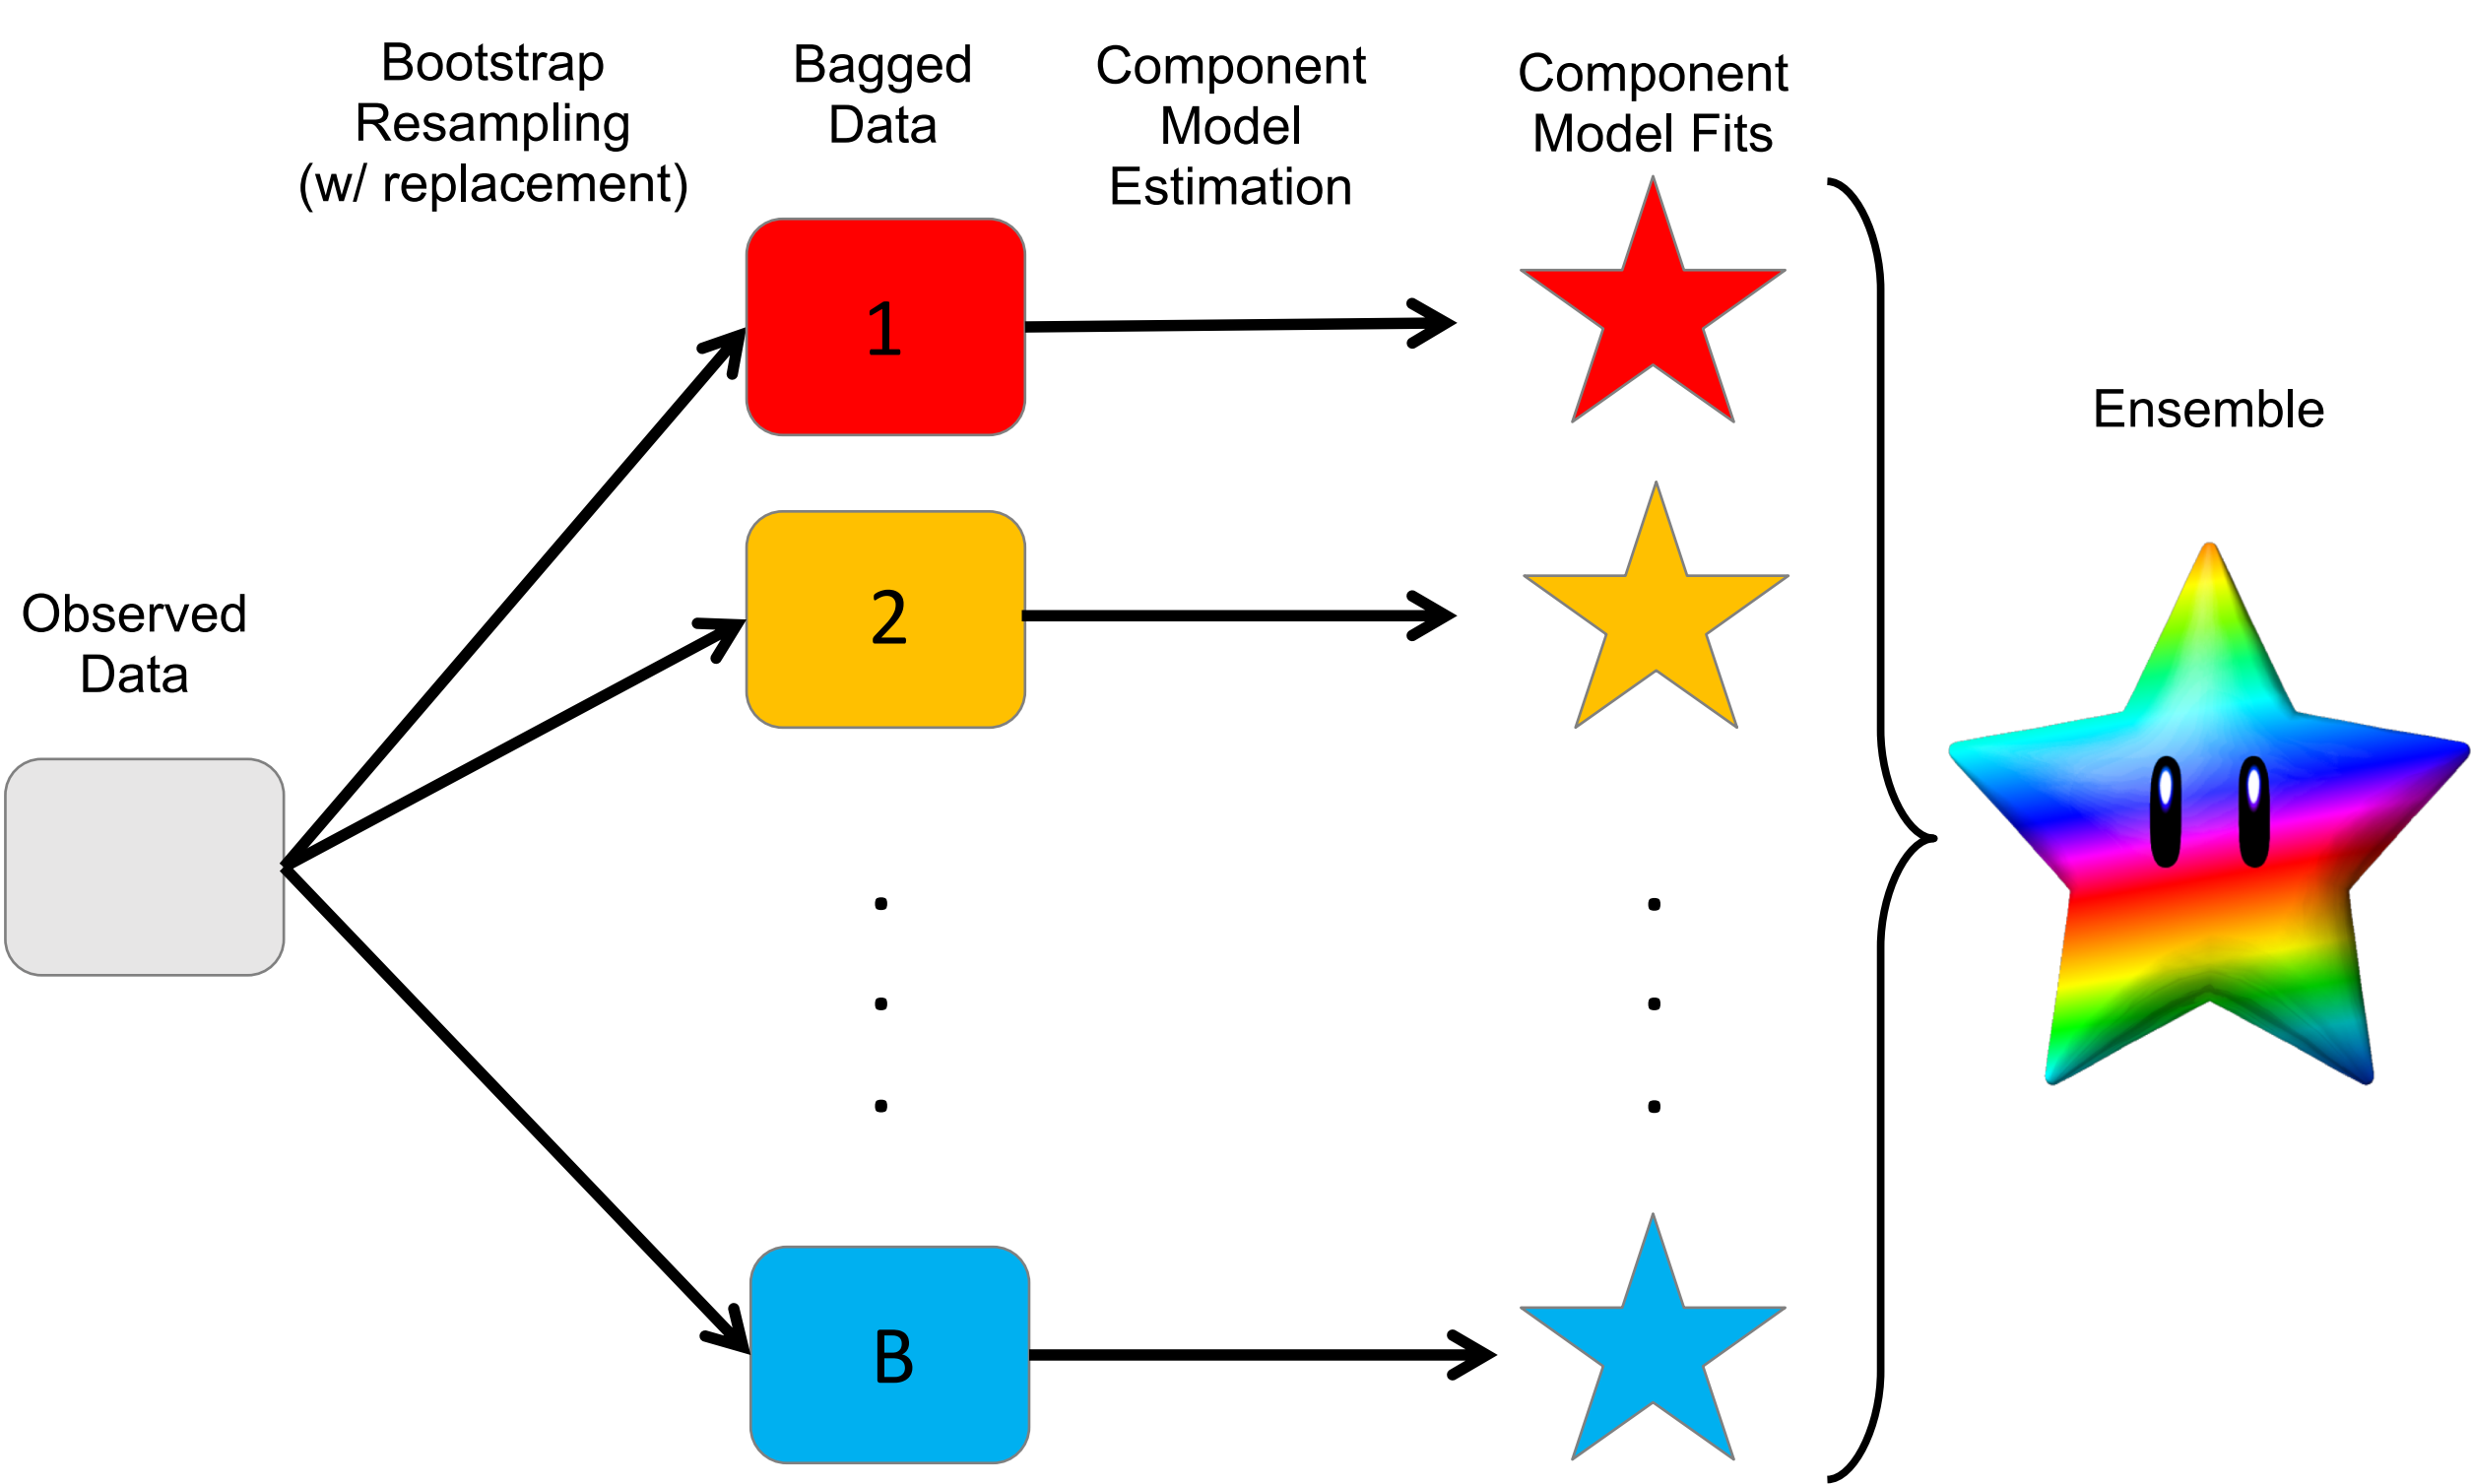 Bootstrap
Resampling
(w/ replacement)
Bagged
Data
Component
Model
Estimation
Component
Model Fits
Ensemble
Observed
Data
1
2
B